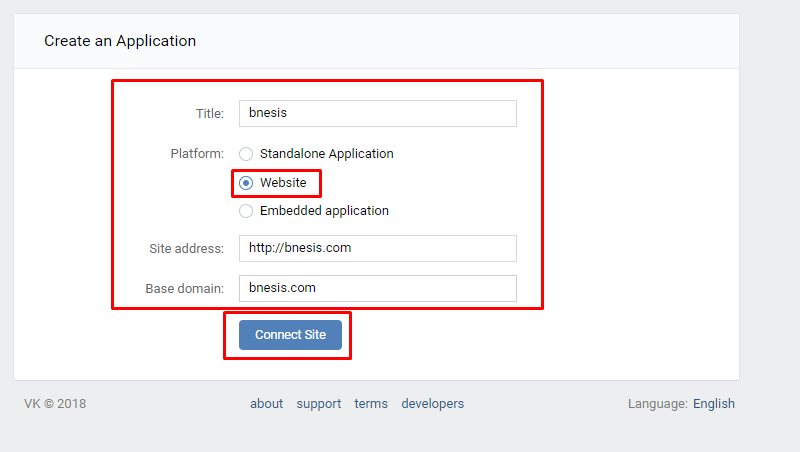 Create an Application
Title: bnesis
Platform: Standalone Application
Website
Embedded application
Site address: http://bnesis.com
Base domain: bnesis.com
Connect Site
VK © 2018 about support terms developers Language: English